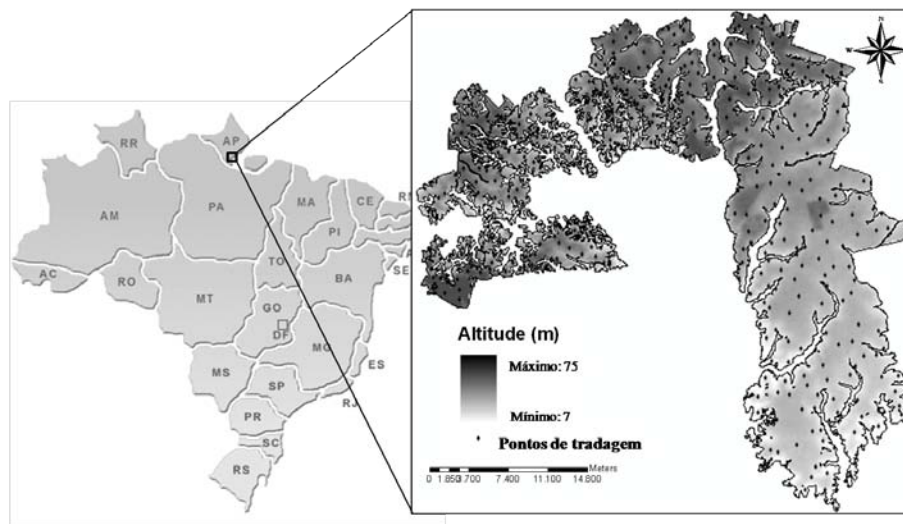 RR
AP
AM
PA
MA
CE
PI
AC
RO
TO
BA
SE
MT
GO
DF
MG
ES
MS
SP
RJ
PR
SC
RS
N
W
E
S
Altitude (m)
Máximo: 75
Mínimo: 7
Pontos de tradagem
Meters
0 1.850 3.700 7.400 11.100 14.800